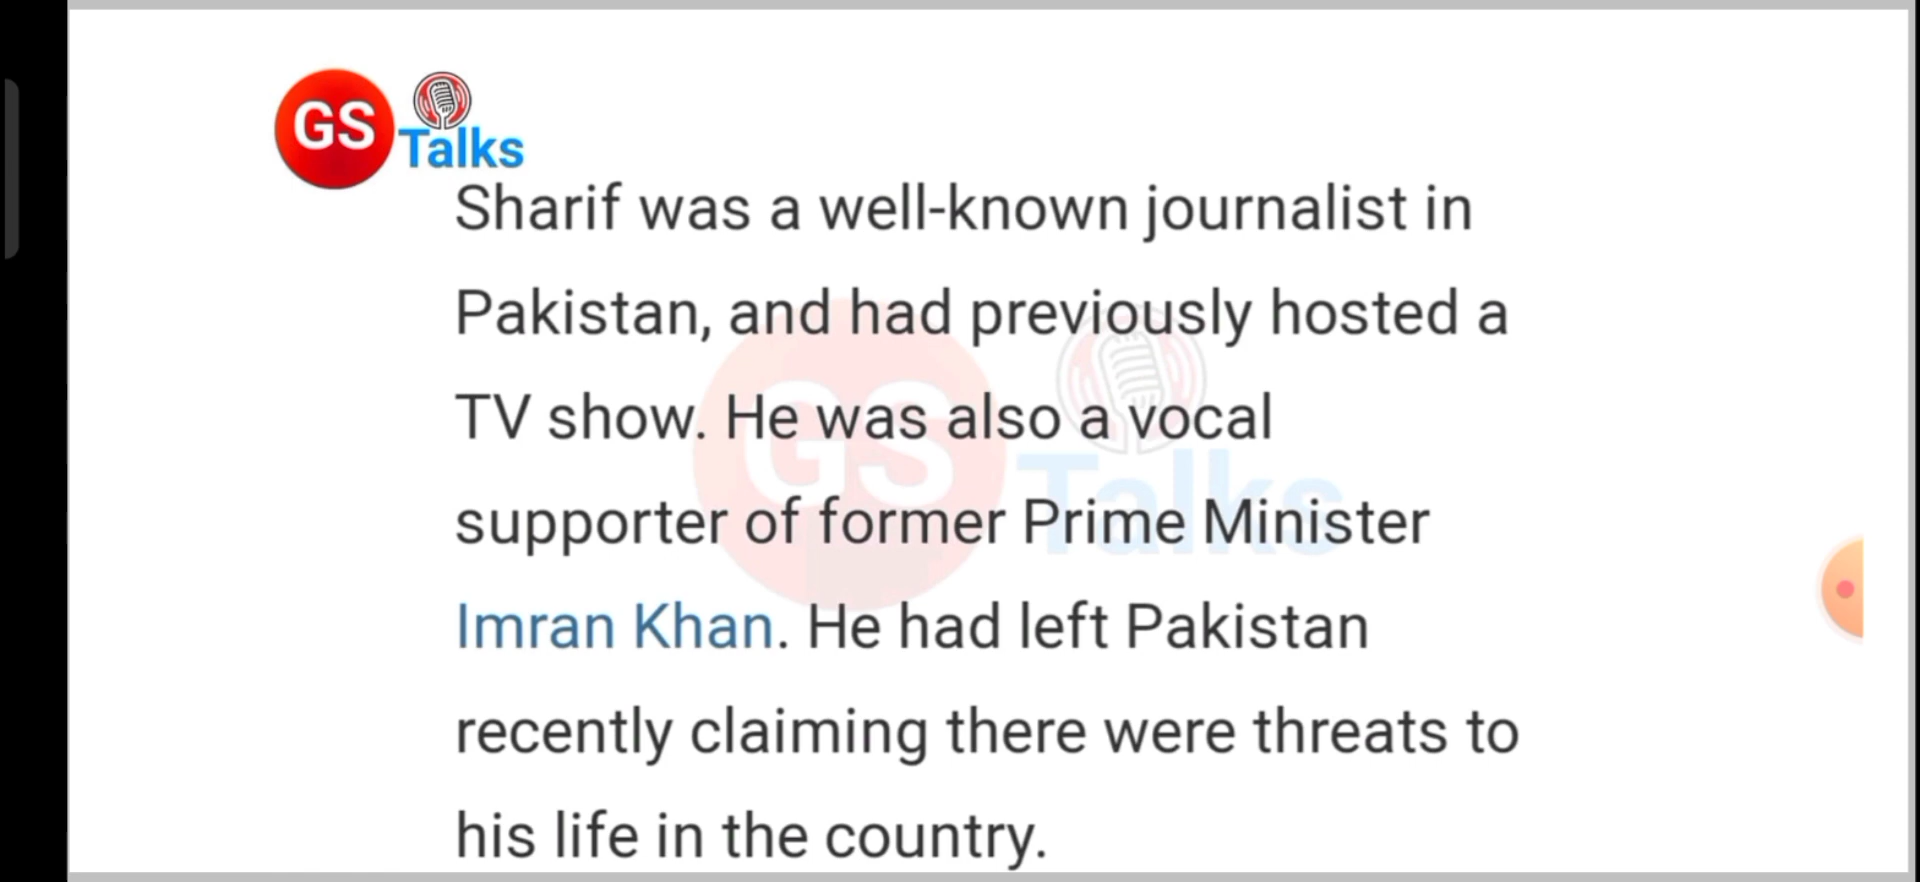 GS Talks
Sharif was a well-known journalist in
Pakistan, and had previously hosted a
TV show. He was also a vocal
supporter of former Prime Minister
Imran Khan. He had left Pakistan
recently claiming there were threats to
his life in the country.
GS Talks